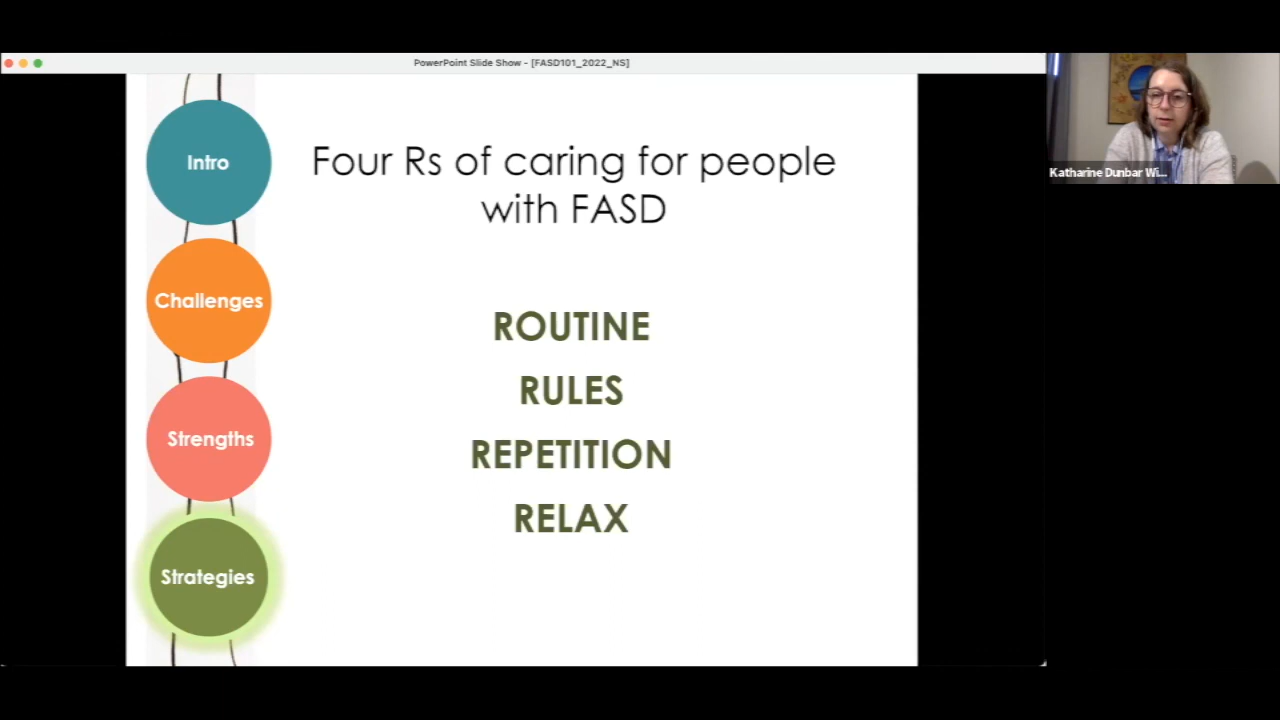 PowerPoint Slide Show - [FASD101_2022_NS]
Intro
Challenges
Strengths
Strategies
Four Rs of caring for people
with FASD
ROUTINE
RULES
REPETITION
RELAX
Katharine Dunbar Wi...